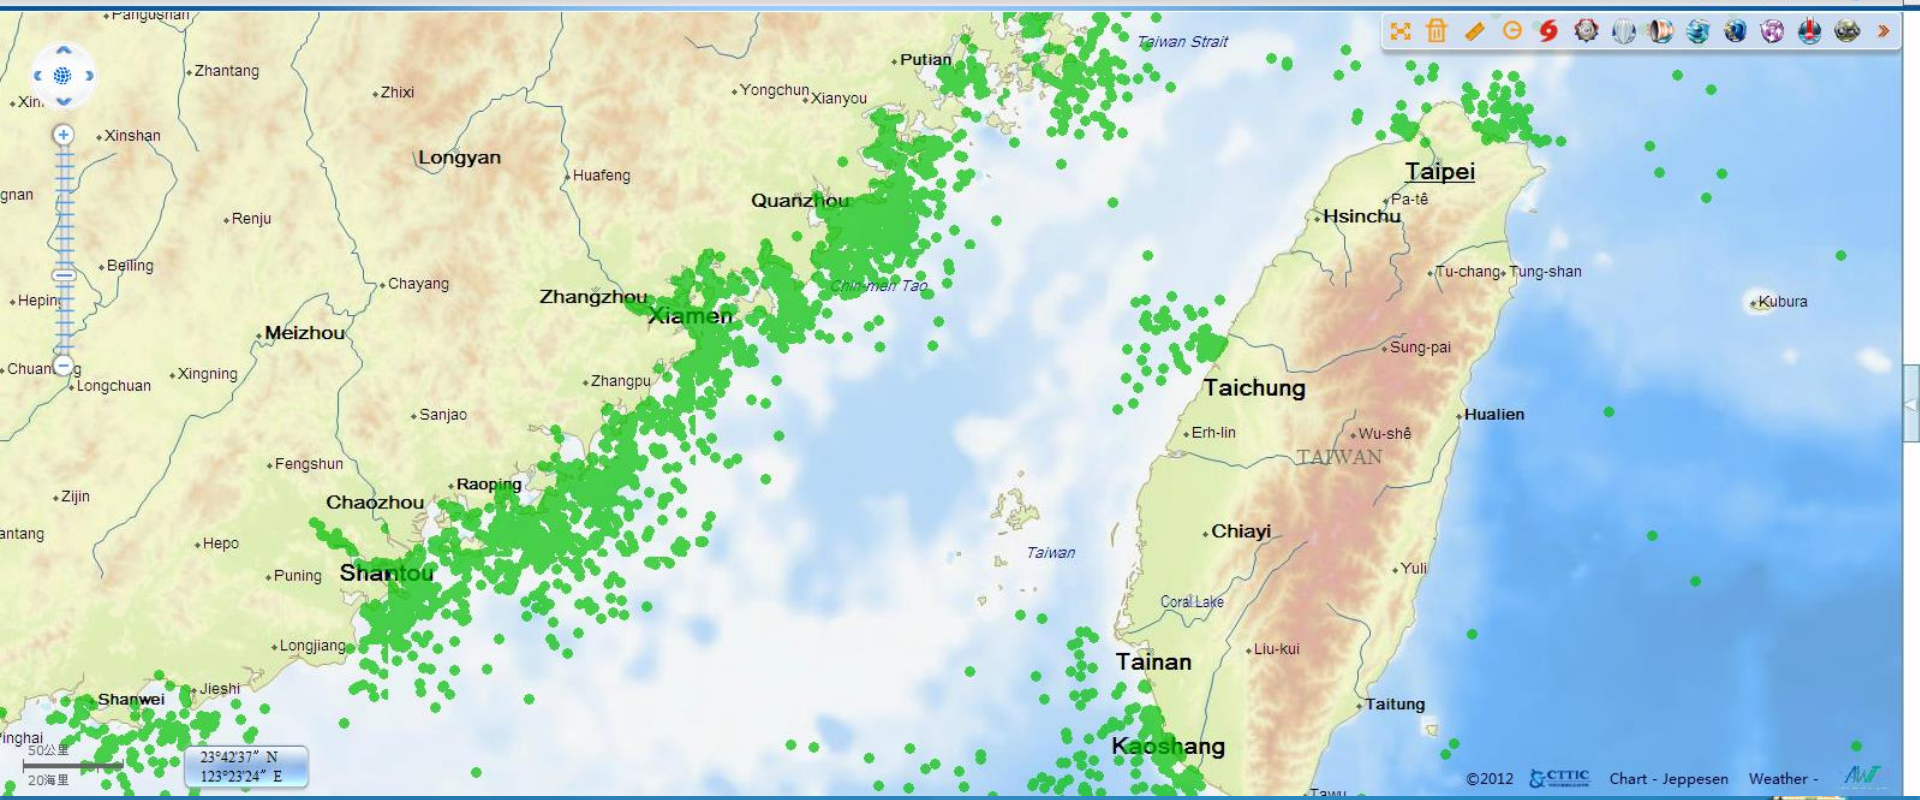 Pangushan
Taiwan Strait
Putian
Zhantang
Zhixi
Yongchun
Xianyou
Xinshan
Longyan
Huafeng
Taipei
gnan
Quanzhou
Pa-tê
Renju
Hsinchu
Beiling
Tu-chang
Tung-shan
Chayang
Chin-men Tao
Heping
Zhangzhou
Kubura
Xiamen
Meizhou
Sung-pai
Xingning
Longchuan
Zhangpu
Taichung
Sanjao
Hualien
Erh-lin
Wu-shê
TAIWAN
Fengshun
Raoping
Zijin
Chaozhou
antang
Chiayi
Hepo
Taiwan
Puning
Shantou
Yuli
Coral Lake
Longjiang
Liu-kui
Tainan
Jieshi
Shanwei
Taitung
inghai
Kaoshang
50公里
20海里
23°42'37" N
123°23'24" E
©2012 CTTIC Chart - Jeppesen Weather - AWT
Tawu